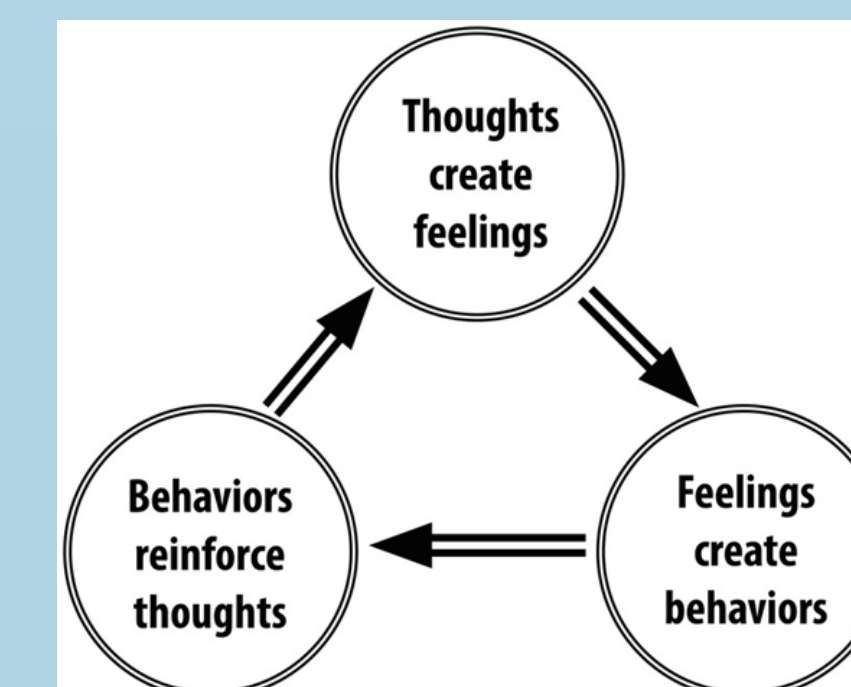 Thoughts
create
feelings
Feelings
create
behaviors
Behaviors
reinforce
thoughts